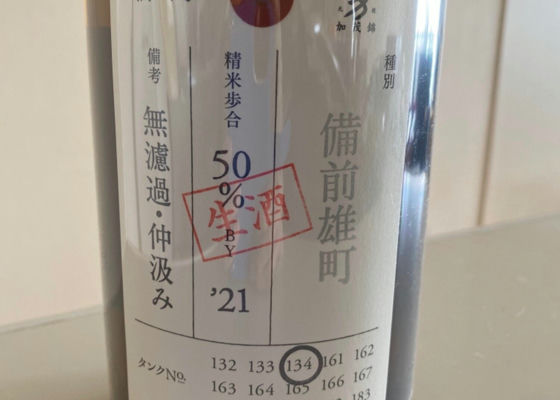 加茂錦
種別
備前雄町
精米歩合
50
%
BY
'21
生酒
備考
無濾過・仲汲み
タンクNo.
132 133 134 161 162
163 164 165 166 167
183